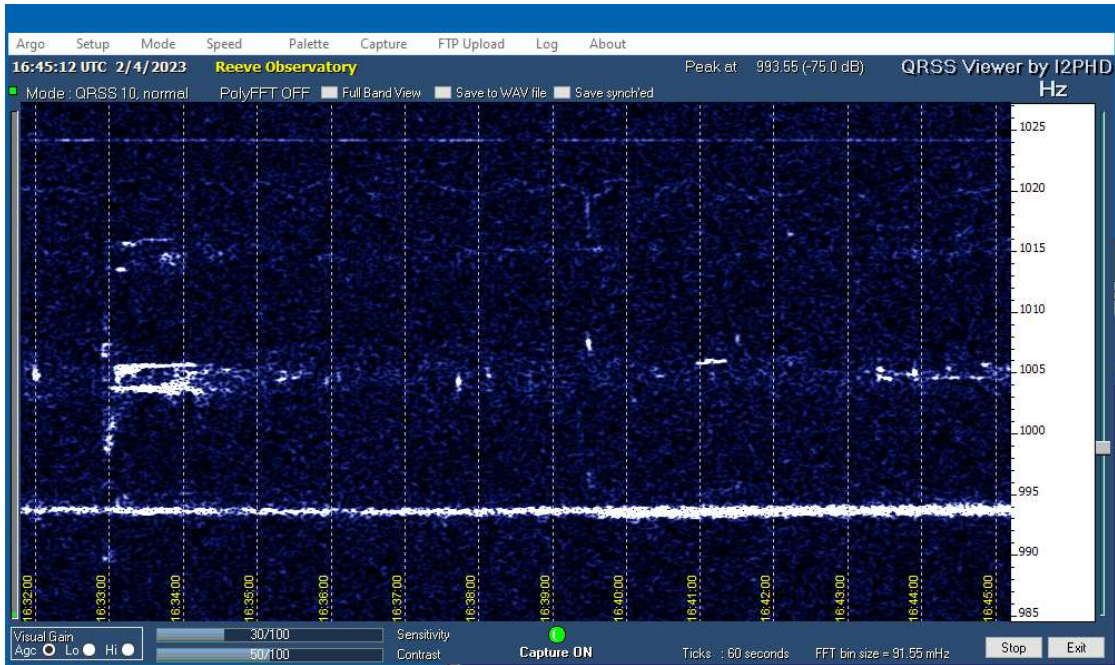 Argo Setup Mode Speed Palette Capture FTP Upload Log About
16:45:12 UTC 2/4/2023 Reeve Observatory Peak at 993.55 (-75.0 dB) QRSS Viewer by I2PHD
Mode : QRSS 10, normal PolyFFT OFF Full Band View Save to WAV file Save synch'ed Hz
1025
1020
1015
1010
1005
1000
995
990
985
16:32:00 16:33:00 16:34:00 16:35:00 16:36:00 16:37:00 16:38:00 16:39:00 16:40:00 16:41:00 16:42:00 16:43:00 16:44:00 16:45:00
Visual Gain 30/100 Sensitivity
Agc Lo Hi 50/100 Contrast Capture ON Ticks : 60 seconds FFT bin size = 91.55 mHz Stop Exit